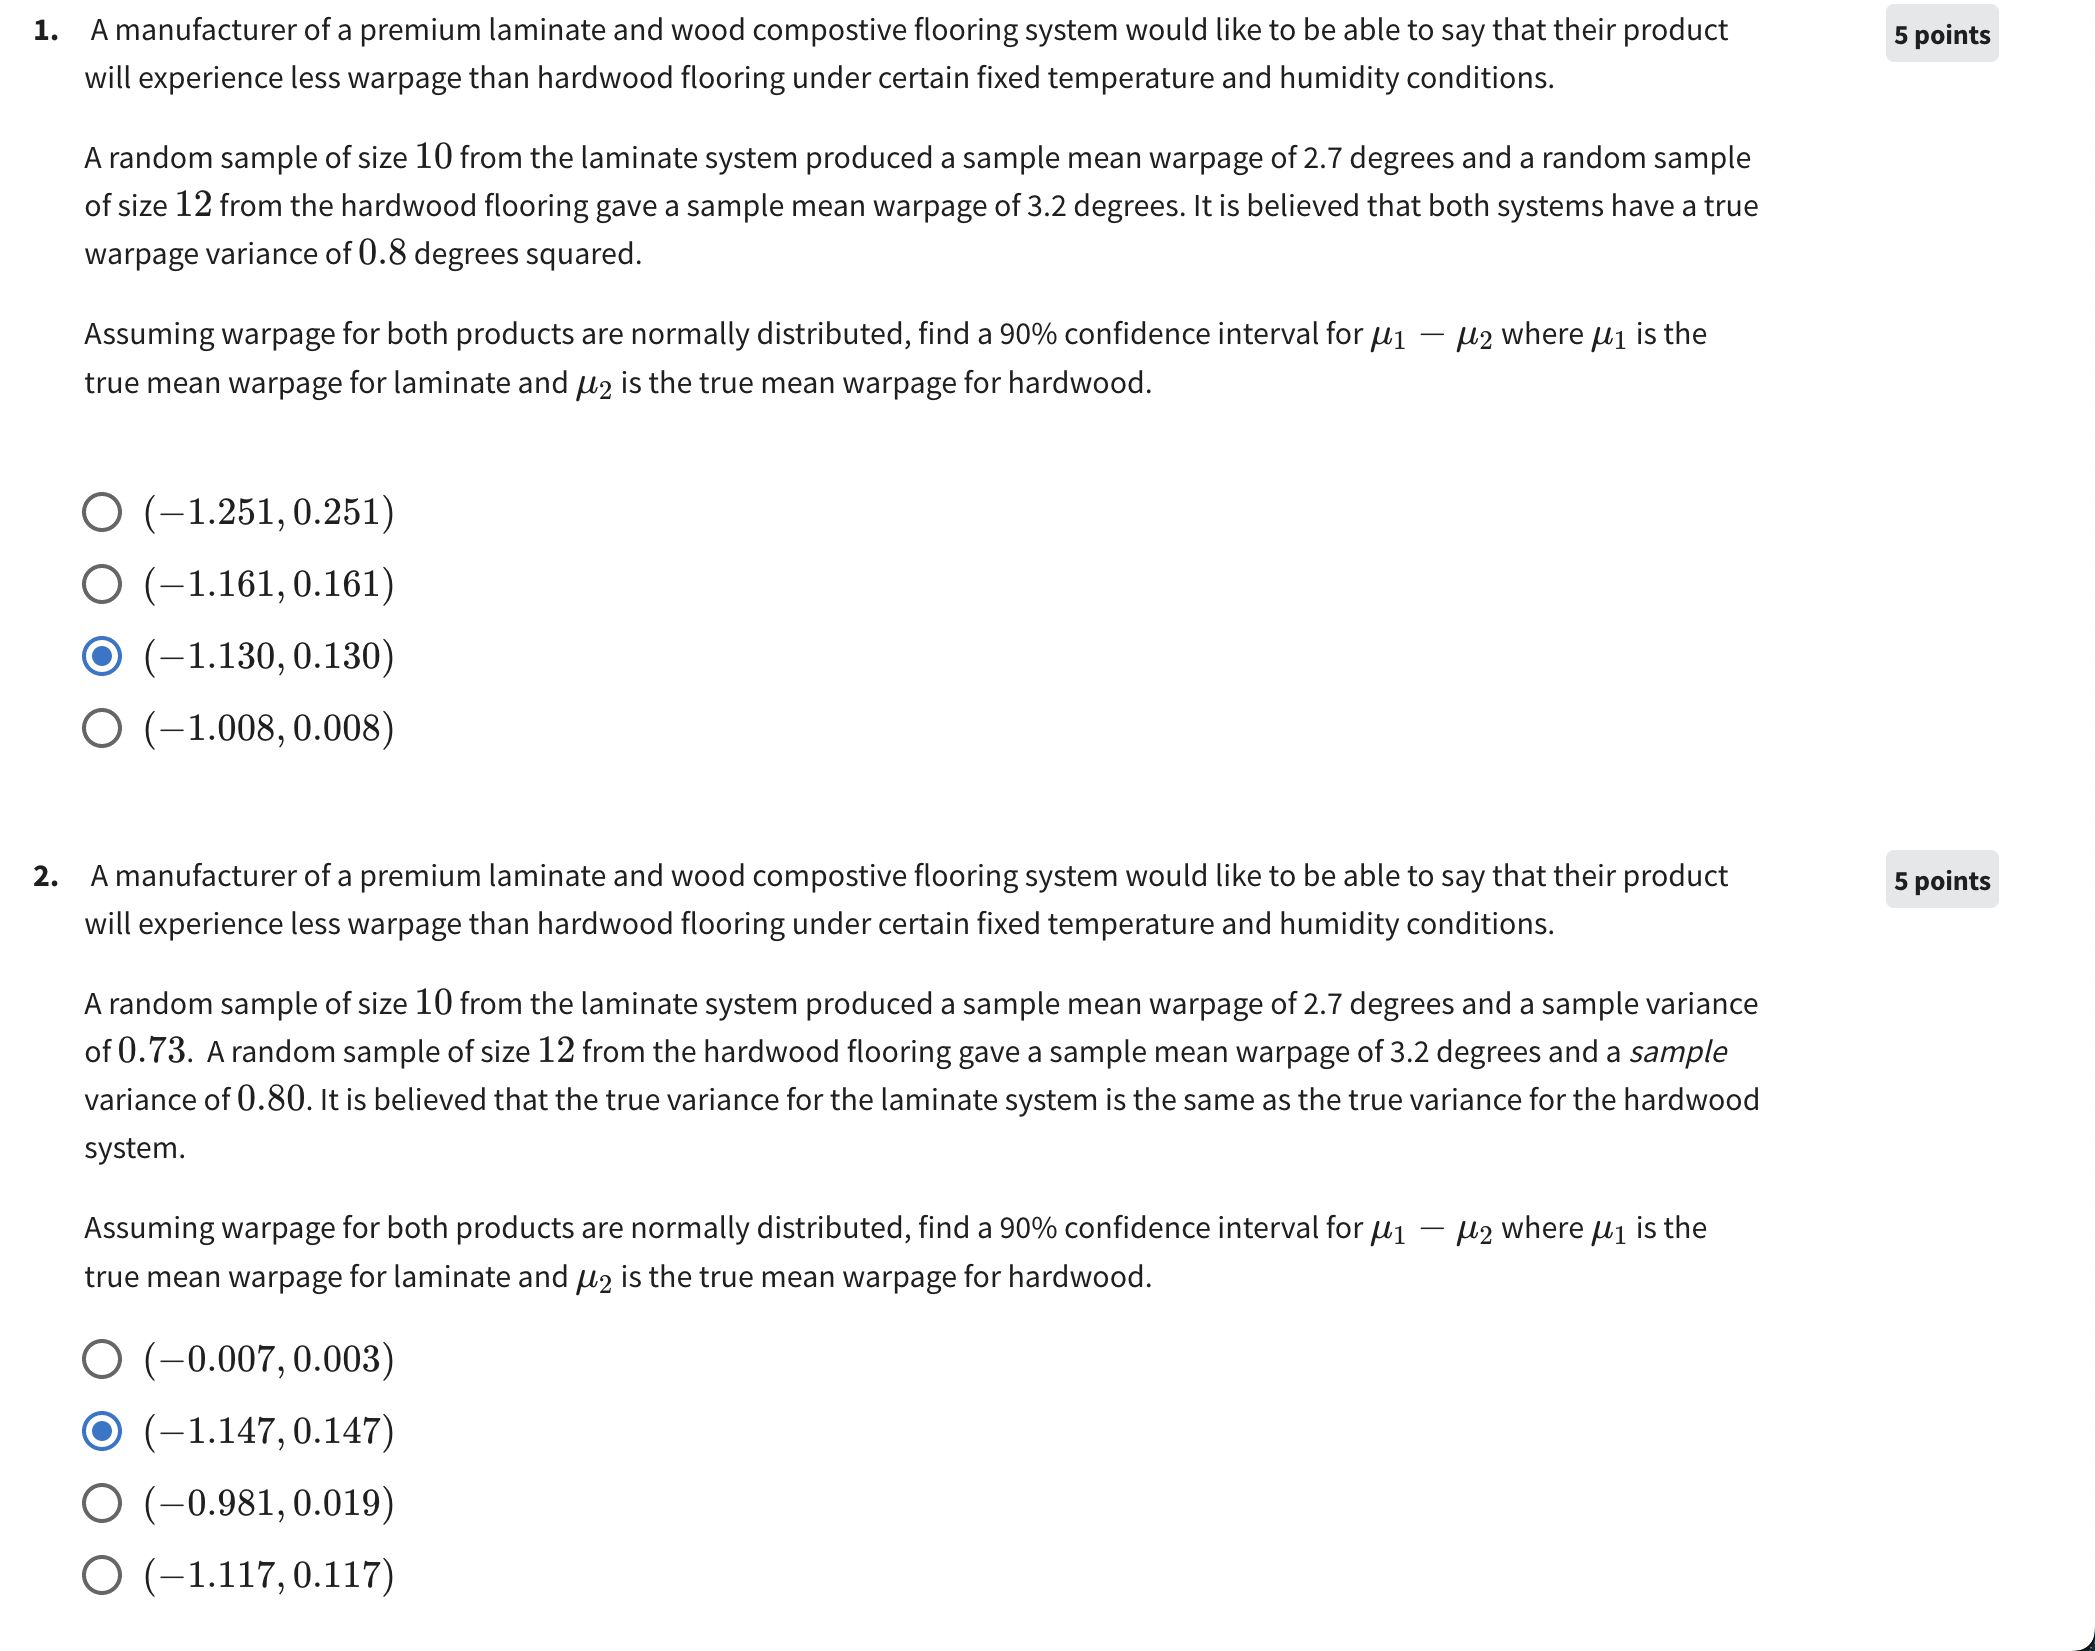 1. A manufacturer of a premium laminate and wood compostive flooring system would like to be able to say that their product
5 points
will experience less warpage than hardwood flooring under certain fixed temperature and humidity conditions.
A random sample of size 10 from the laminate system produced a sample mean warpage of 2.7 degrees and a random sample
of size 12 from the hardwood flooring gave a sample mean warpage of 3.2 degrees. It is believed that both systems have a true
warpage variance of 0.8 degrees squared.
Assuming warpage for both products are normally distributed, find a 90% confidence interval for μ₁ − μ₂ where μ₁ is the
true mean warpage for laminate and μ₂ is the true mean warpage for hardwood.
(−1.251, 0.251)
(−1.161, 0.161)
(−1.130, 0.130)
(−1.008, 0.008)
2. A manufacturer of a premium laminate and wood compostive flooring system would like to be able to say that their product
5 points
will experience less warpage than hardwood flooring under certain fixed temperature and humidity conditions.
A random sample of size 10 from the laminate system produced a sample mean warpage of 2.7 degrees and a sample variance
of 0.73. A random sample of size 12 from the hardwood flooring gave a sample mean warpage of 3.2 degrees and a sample
variance of 0.80. It is believed that the true variance for the laminate system is the same as the true variance for the hardwood
system.
Assuming warpage for both products are normally distributed, find a 90% confidence interval for μ₁ − μ₂ where μ₁ is the
true mean warpage for laminate and μ₂ is the true mean warpage for hardwood.
(−0.007, 0.003)
(−1.147, 0.147)
(−0.981, 0.019)
(−1.117, 0.117)